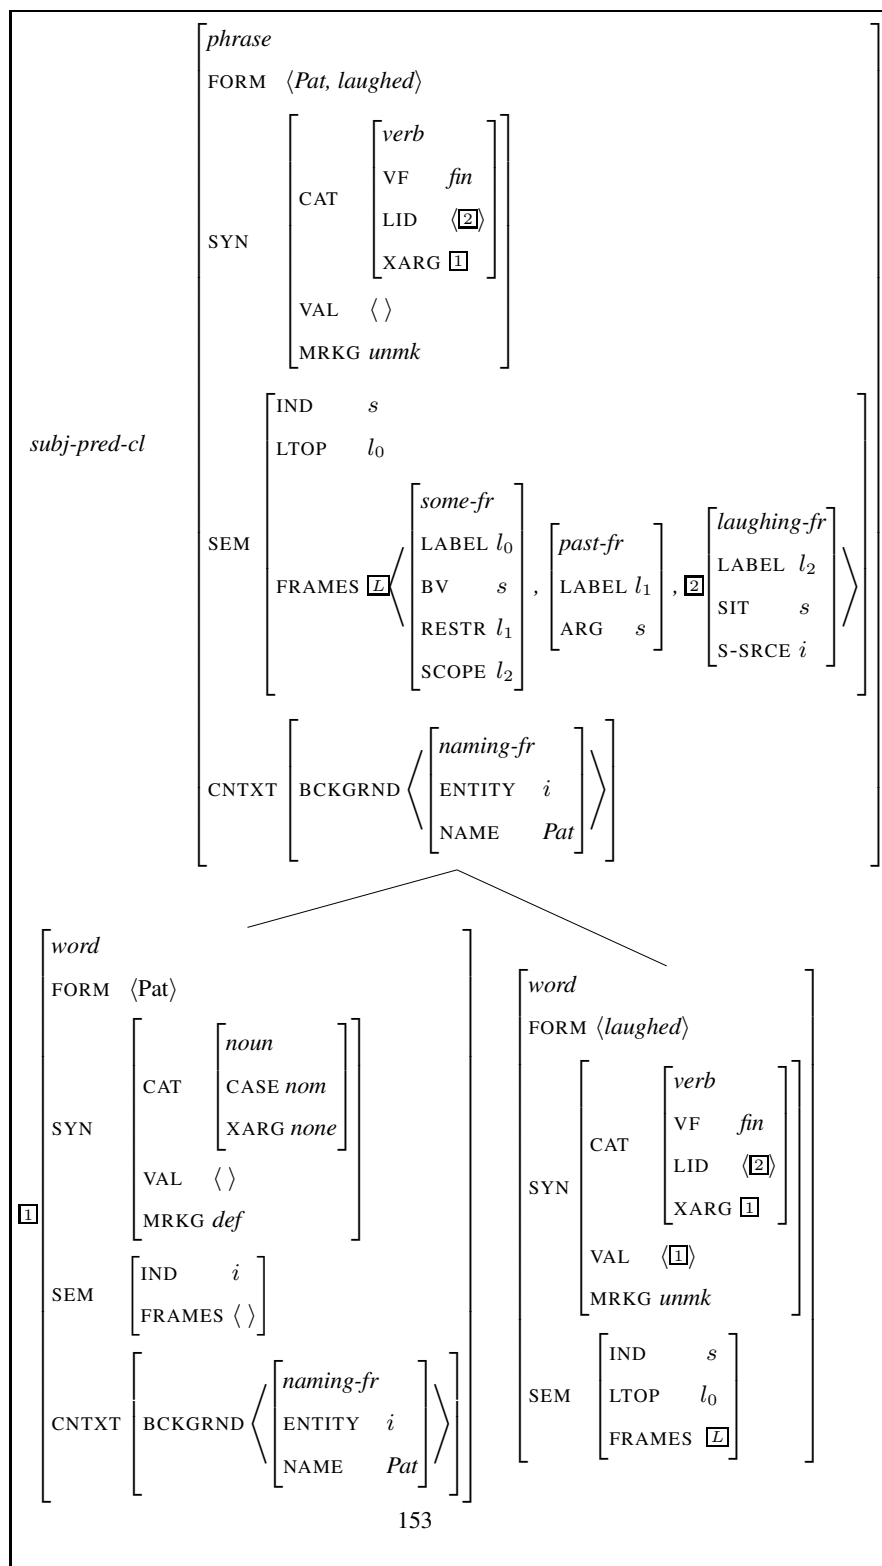 phrase
FORM ⟨Pat, laughed⟩
verb
VF fin
CAT
LID ⟨2⟩
SYN
XARG 1
VAL ⟨ ⟩
MRKG unmk
IND s
subj-pred-cl
LTOP l0
some-fr
laughing-fr
LABEL l0
past-fr
LABEL l2
SEM
FRAMES L BV s , LABEL l1 , 2 SIT s
RESTR l1
ARG s
S-SRCE i
SCOPE l2
naming-fr
CNTXT BCKGRND ENTITY i
NAME Pat
word
FORM ⟨Pat⟩
noun
CAT CASE nom
SYN
XARG none
VAL ⟨ ⟩
1
MRKG def
IND i
SEM
FRAMES ⟨ ⟩
naming-fr
CNTXT BCKGRND ENTITY i
NAME Pat
word
FORM ⟨laughed⟩
verb
VF fin
CAT
LID ⟨2⟩
SYN
XARG 1
VAL ⟨1⟩
MRKG unmk
IND s
SEM LTOP l0
FRAMES L
153